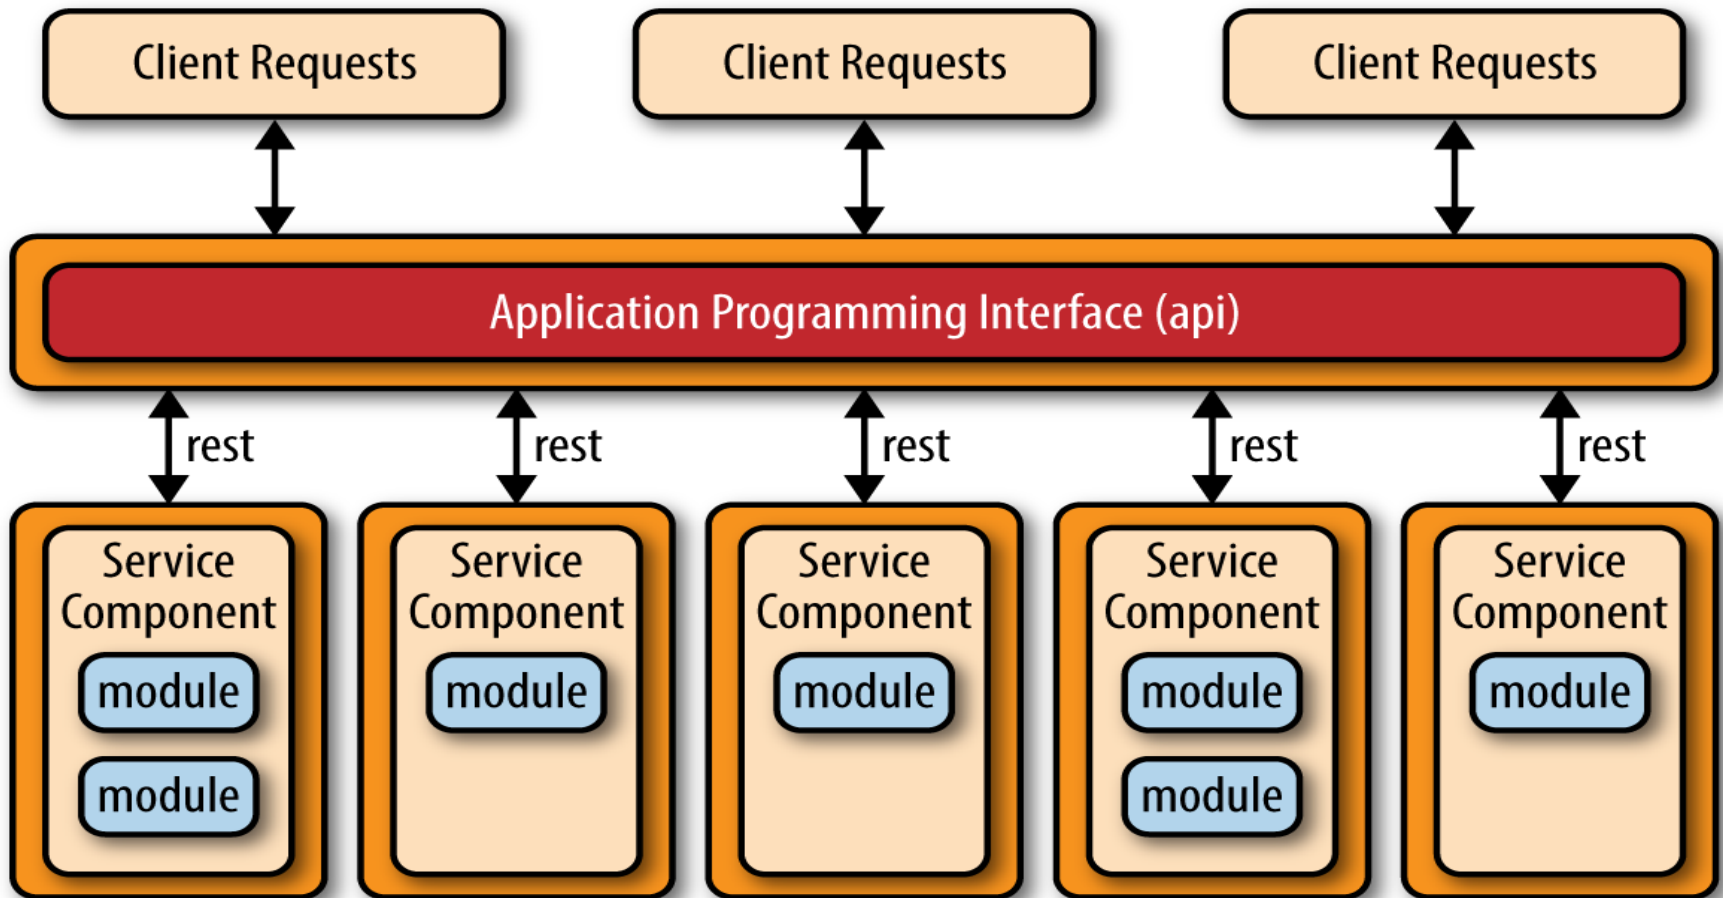 Client Requests
Client Requests
Client Requests
Application Programming Interface (api)
rest
rest
rest
rest
rest
Service
Component
module
module
Service
Component
module
Service
Component
module
Service
Component
module
module
Service
Component
module